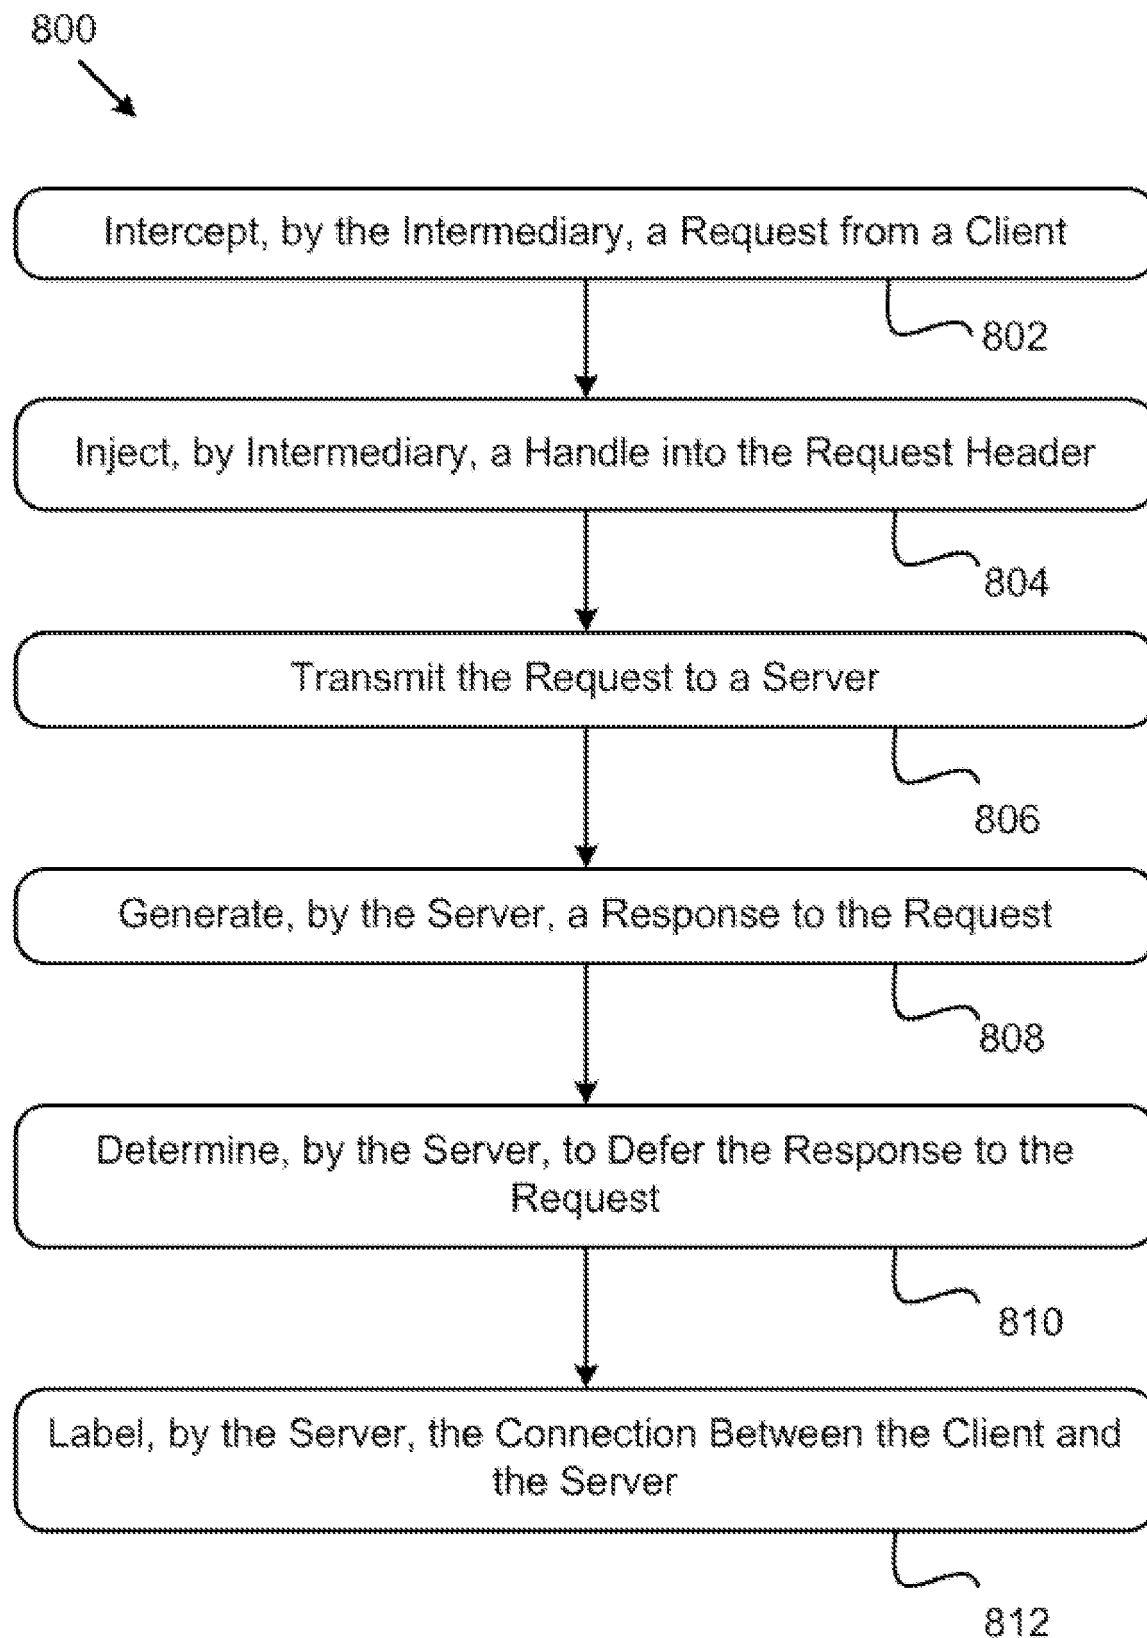 800
Intercept, by the Intermediary, a Request from a Client
802
Inject, by Intermediary, a Handle into the Request Header
804
Transmit the Request to a Server
806
Generate, by the Server, a Response to the Request
808
Determine, by the Server, to Defer the Response to the
Request
810
Label, by the Server, the Connection Between the Client and
the Server
812